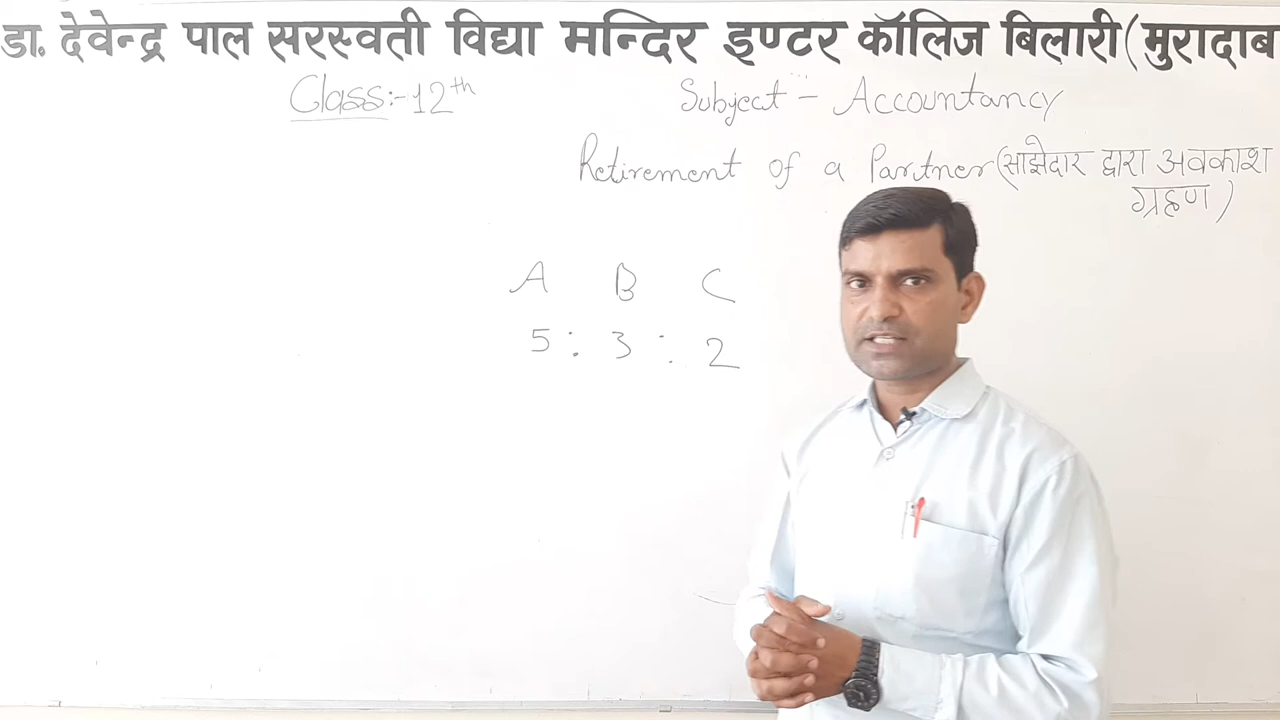 डा. देवेन्द्र पाल सरस्वती विद्या मन्दिर इण्टर कॉलिज बिलारी (मुरादाब
Class:-12th Subject - Accountancy
Retirement of a Partner (साझेदार द्वारा अवकाश
ग्रहण)
A B C
5 : 3 : 2